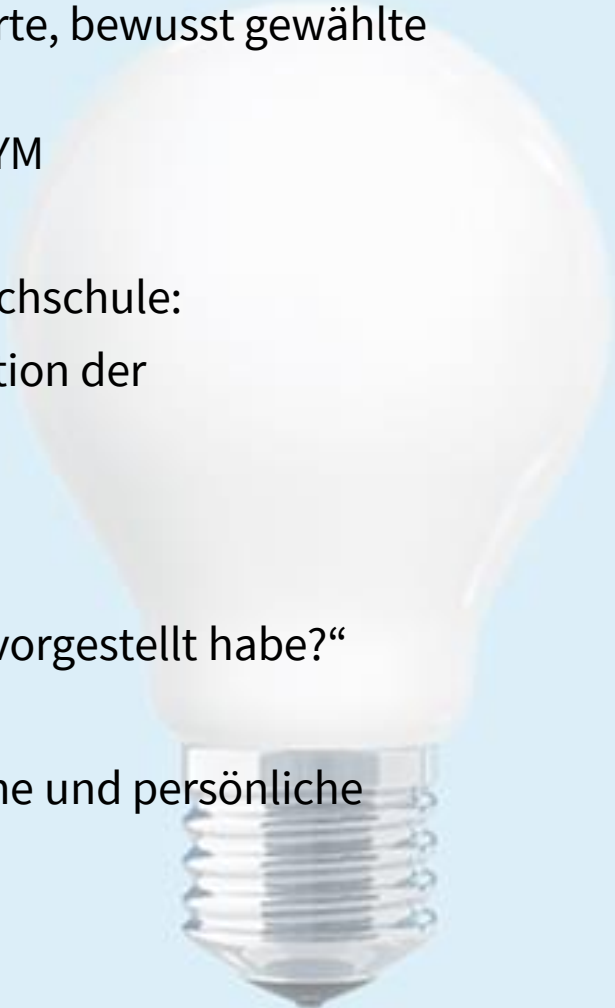 rte, bewusst gewählte
YM
chschule:
tion der
vorgestellt habe?“
ne und persönliche